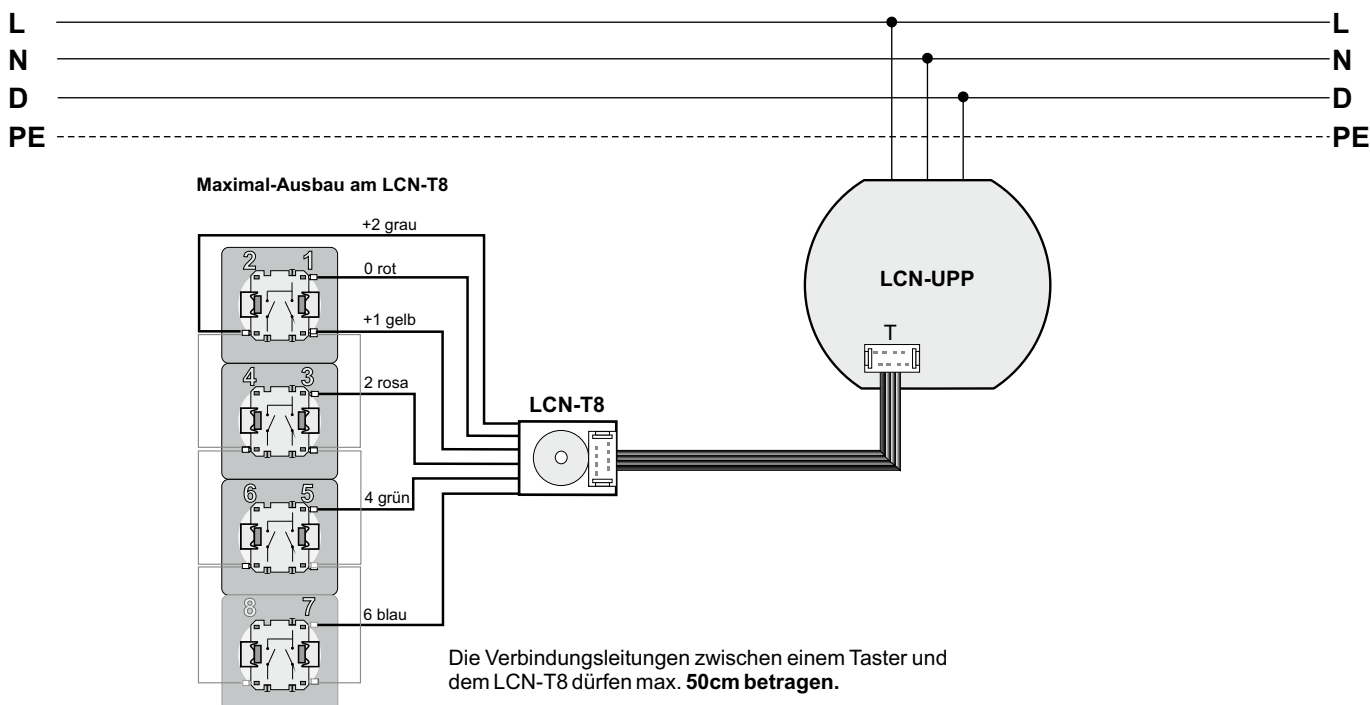 L L
N N
D D
PE PE
Maximal-Ausbau am LCN-T8
+2 grau
2 1
0 rot
LCN-UPP
+1 gelb
T
4 3
2 rosa
LCN-T8
6 5
4 grün
8 7
6 blau
Die Verbindungsleitungen zwischen einem Taster und
dem LCN-T8 dürfen max. 50cm betragen.